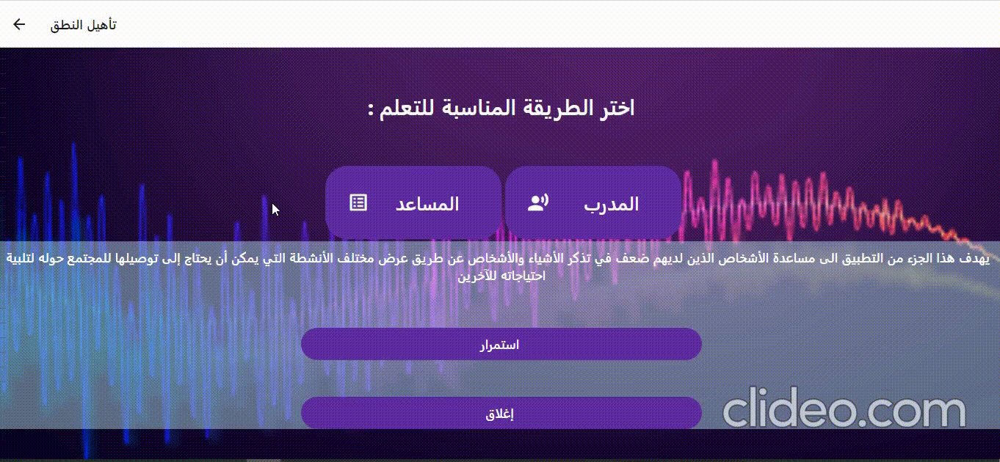 تأهيل النطق
اختر الطريقة المناسبة للتعلم :
المدرب
المساعد
يهدف هذا الجزء من التطبيق الى مساعدة الأشخاص الذين لديهم ضعف في تذكر الأشياء والأشخاص عن طريق عرض مختلف الأنشطة التي يمكن أن يحتاج إلى توصيلها للمجتمع حوله لتلبية
احتياجاته للآخرين
استمرار
إغلاق
clideo.com